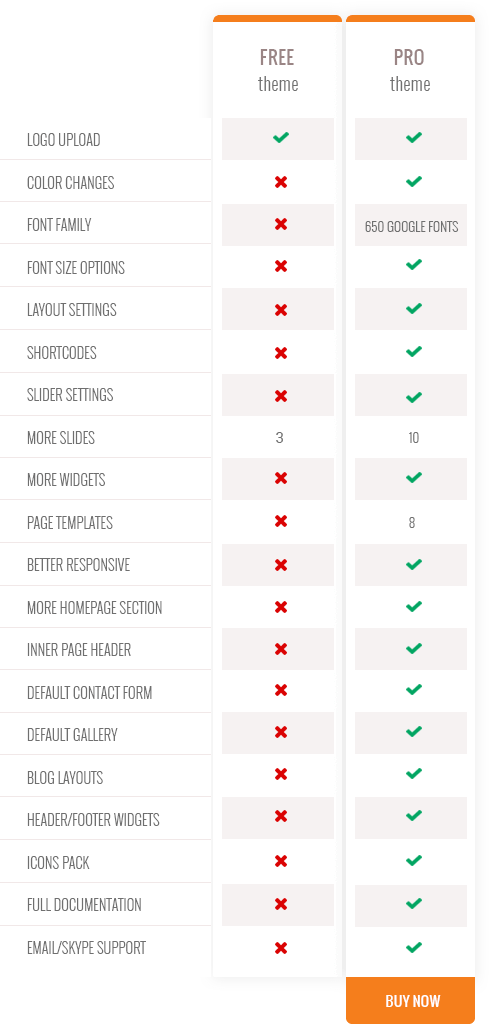 FREE PRO
theme theme
LOGO UPLOAD
COLOR CHANGES
FONT FAMILY 650 GOOGLE FONTS
FONT SIZE OPTIONS
LAYOUT SETTINGS
SHORTCODES
SLIDER SETTINGS
MORE SLIDES 3 10
MORE WIDGETS
PAGE TEMPLATES 8
BETTER RESPONSIVE
MORE HOMEPAGE SECTION
INNER PAGE HEADER
DEFAULT CONTACT FORM
DEFAULT GALLERY
BLOG LAYOUTS
HEADER/FOOTER WIDGETS
ICONS PACK
FULL DOCUMENTATION
EMAIL/SKYPE SUPPORT
BUY NOW